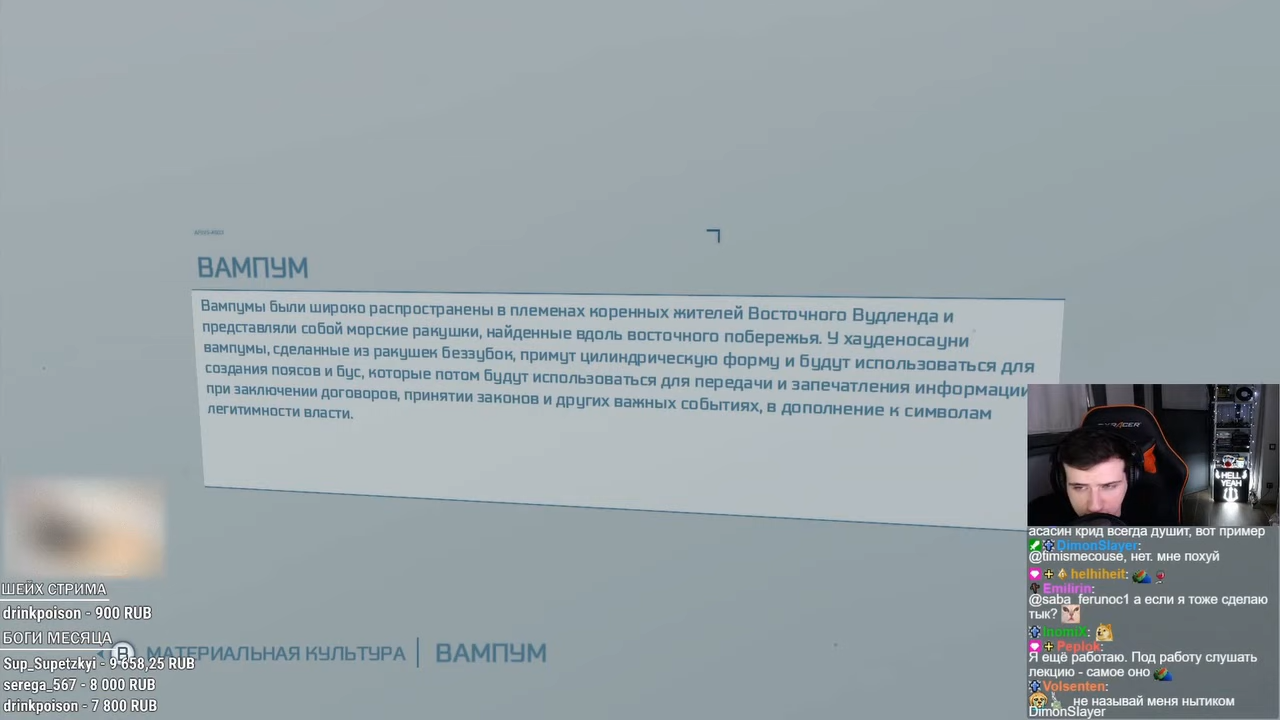 ВАМПУМ
Вампумы были широко распространены в племенах коренных жителей Восточного Вудленда и
представляли собой морские ракушки, найденные вдоль восточного побережья. У хауденосауни
вампумы, сделанные из ракушек беззубок, примут цилиндрическую форму и будут использоваться для
создания поясов и бус, которые потом будут использоваться для передачи и запечатления информации
при заключении договоров, принятии законов и других важных событиях, в дополнение к символам
легитимности власти.
HELL
YEAH
асасин крид всегда душит, вот пример
DimonSlayer:
@timismecouse, нет. мне похуй
helhiheit:
Emilirin:
@saba_ferunoc1 а если я тоже сделаю
тык?
InomiX:
Peplok:
Я ещё работаю. Под работу слушать
лекцию - самое оно
Volsenten:
не называй меня нытиком
DimonSlayer
ШЕЙХ СТРИМА
drinkpoison - 900 RUB
БОГИ МЕСЯЦА
Sup_Supetzkyi - 9 658,25 RUB
serega_567 - 8 000 RUB
drinkpoison - 7 800 RUB
B МАТЕРИАЛЬНАЯ КУЛЬТУРА | ВАМПУМ